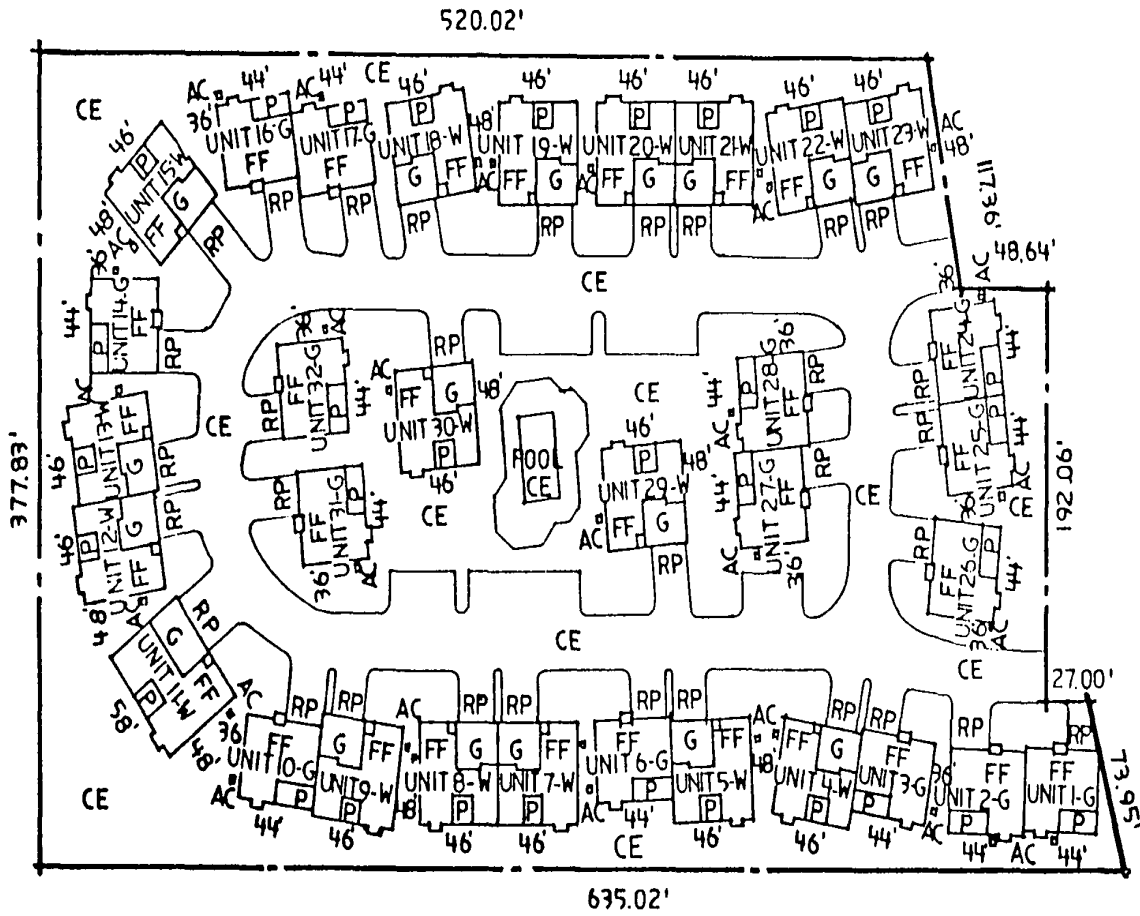 520.02'
CE
AC
44'
36'
P
UNIT 16-G
FF
RP
AC
44'
P
UNIT 17-G
FF
RP
CE
46'
P
UNIT 18-W
G
FF
48'
AC
RP
46'
P
UNIT 19-W
FF
G
RP
46'
P
UNIT 20-W
AC
FF
G
RP
46'
P
UNIT 21-W
G
FF
RP
46'
P
UNIT 22-W
AC
FF
G
RP
46'
P
UNIT 23-W
G
FF
AC
48'
RP
117.36'
48.64'
46'
P
UNIT 15-W
48'
FF
G
AC
RP
36'
44'
UNIT 14-G
FF
P
RP
CE
36'
AC
FF
UNIT 32-G
P
44'
RP
AC
RP
FF
G
48'
UNIT 30-W
P
46'
CE
POOL
CE
46'
P
48'
UNIT 29-W
FF
G
AC
RP
36'
P
UNIT 28-G
FF
44'
AC
RP
44'
P
UNIT 27-G
FF
RP
AC
36'
36'
AC
FF
UNIT 24-G
44'
RP
RP
FF
UNIT 25-G
P
44'
AC
36'
CE
CE
192.06'
377.83'
AC
UNIT 13-W
FF
46'
P
G
RP
CE
46'
P
UNIT 12-W
G
FF
48'
AC
RP
RP
FF
UNIT 31-G
P
44'
36'
AC
CE
RP
FF
UNIT 26-G
P
44'
36'
AC
CE
RP
G
UNIT 11-W
FF
P
58'
48'
AC
CE
CE
27.00'
73.95'
RP
36'
FF
UNIT 10-G
AC
P
44'
RP
G
FF
UNIT 9-W
P
46'
AC
48'
RP
FF
G
UNIT 8-W
P
46'
RP
G
FF
UNIT 7-W
P
46'
RP
FF
UNIT 6-G
AC
P
44'
RP
G
FF
UNIT 5-W
48'
P
46'
AC
RP
FF
G
UNIT 4-W
P
46'
RP
FF
UNIT 3-G
P
44'
36'
RP
FF
UNIT 2-G
AC
P
44'
RP
FF
UNIT 1-G
P
AC
44'
CE
CE
635.02'